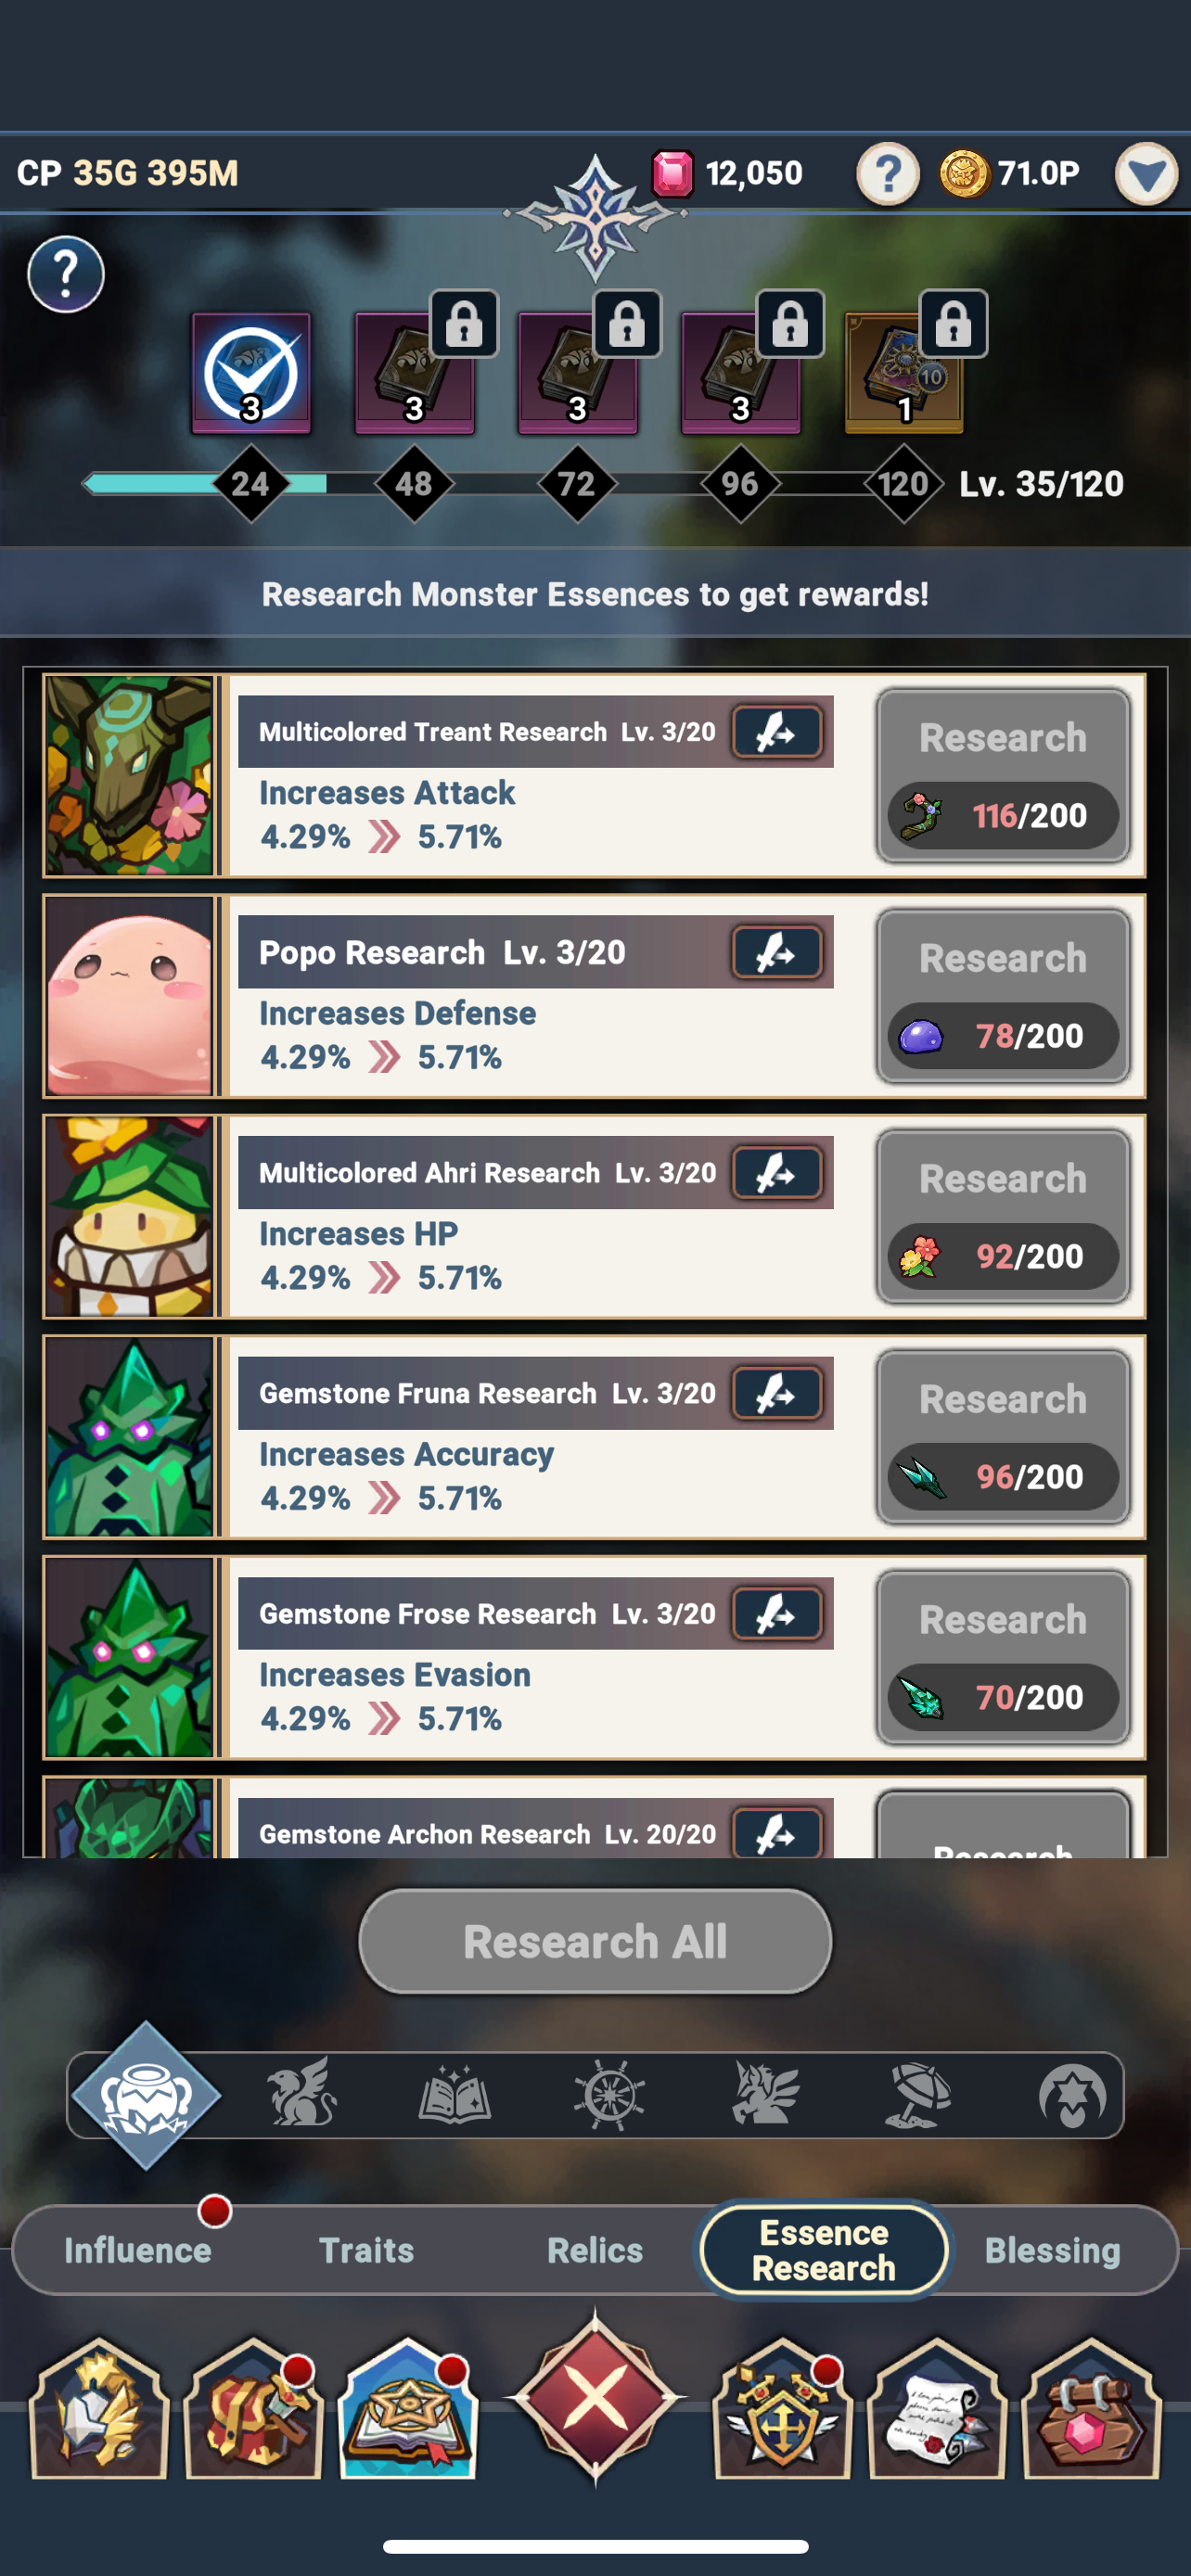 CP 35G 395M
12,050
?
71.0P
?
3
3
3
3
10
1
24
48
72
96
120
Lv. 35/120
Research Monster Essences to get rewards!
Multicolored Treant Research Lv. 3/20
Research
Increases Attack
4.29% 5.71%
116/200
Popo Research Lv. 3/20
Research
Increases Defense
4.29% 5.71%
78/200
Multicolored Ahri Research Lv. 3/20
Research
Increases HP
4.29% 5.71%
92/200
Gemstone Fruna Research Lv. 3/20
Research
Increases Accuracy
4.29% 5.71%
96/200
Gemstone Frose Research Lv. 3/20
Research
Increases Evasion
4.29% 5.71%
70/200
Gemstone Archon Research Lv. 20/20
Research
Research All
Influence
Traits
Relics
Essence
Research
Blessing